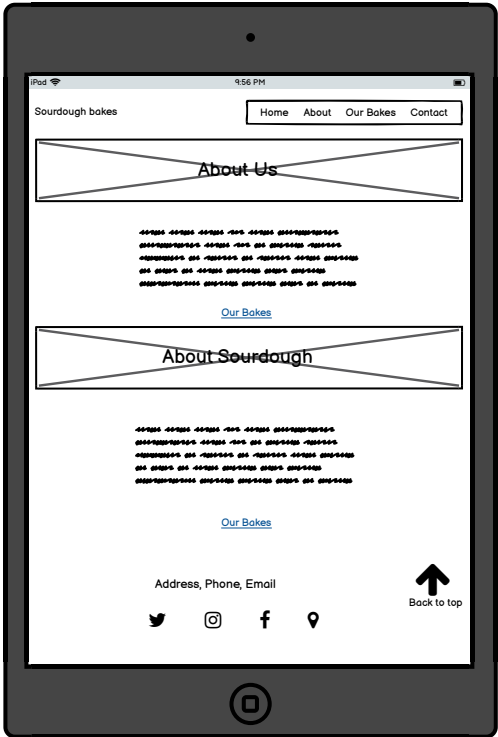 iPad 9:56 PM
Sourdough bakes Home About Our Bakes Contact
About Us
Our Bakes
About Sourdough
Our Bakes
Address, Phone, Email
Back to top